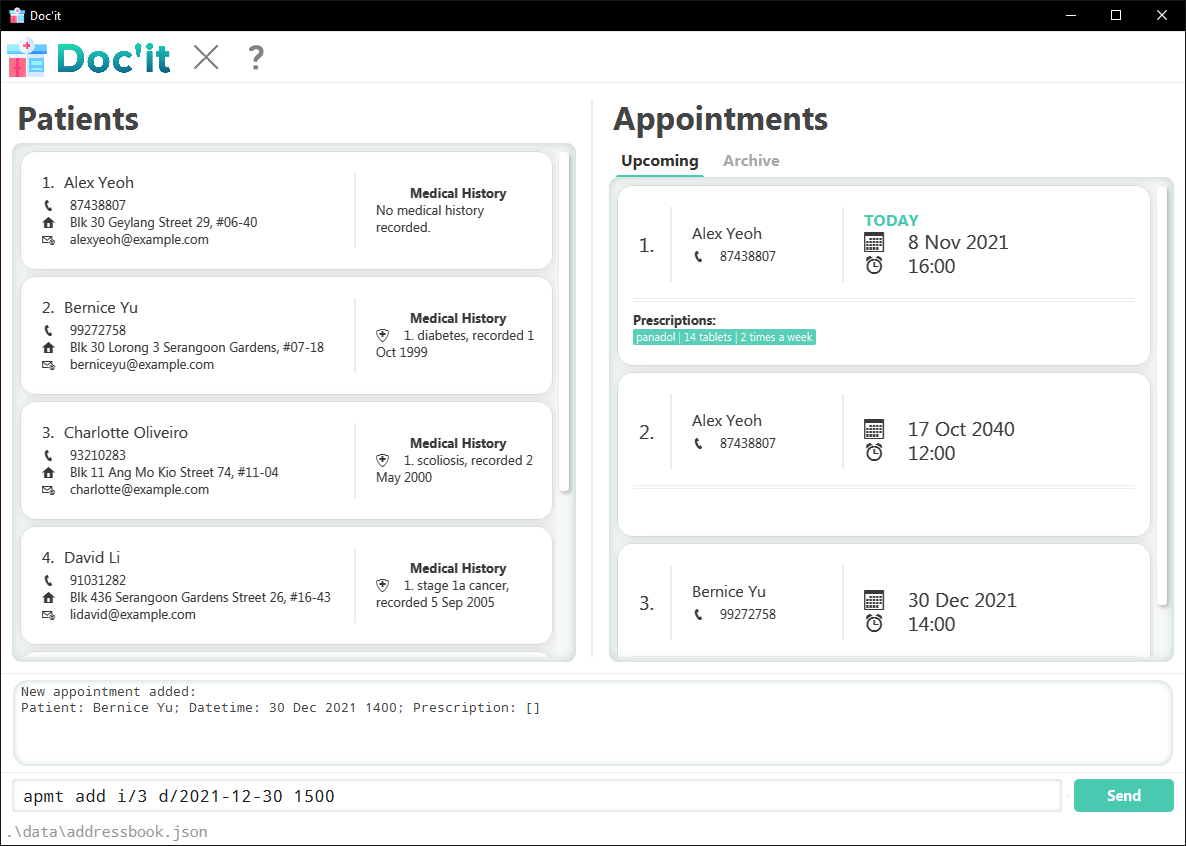 Doc'it
Doc'it
?
Patients
1. Alex Yeoh
87438807
Blk 30 Geylang Street 29, #06-40
alexyeoh@example.com
Medical History
No medical history
recorded.
2. Bernice Yu
99272758
Blk 30 Lorong 3 Serangoon Gardens, #07-18
berniceyu@example.com
Medical History
1. diabetes, recorded 1
Oct 1999
3. Charlotte Oliveiro
93210283
Blk 11 Ang Mo Kio Street 74, #11-04
charlotte@example.com
Medical History
1. scoliosis, recorded 2
May 2000
4. David Li
91031282
Blk 436 Serangoon Gardens Street 26, #16-43
lidavid@example.com
Medical History
1. stage 1a cancer,
recorded 5 Sep 2005
Appointments
Upcoming Archive
1.
Alex Yeoh
87438807
TODAY
8 Nov 2021
16:00
Prescriptions:
panadol | 14 tablets | 2 times a week
2.
Alex Yeoh
87438807
17 Oct 2040
12:00
3.
Bernice Yu
99272758
30 Dec 2021
14:00
New appointment added:
Patient: Bernice Yu; Datetime: 30 Dec 2021 1400; Prescription: []
apmt add i/3 d/2021-12-30 1500
Send
.\data\addressbook.json